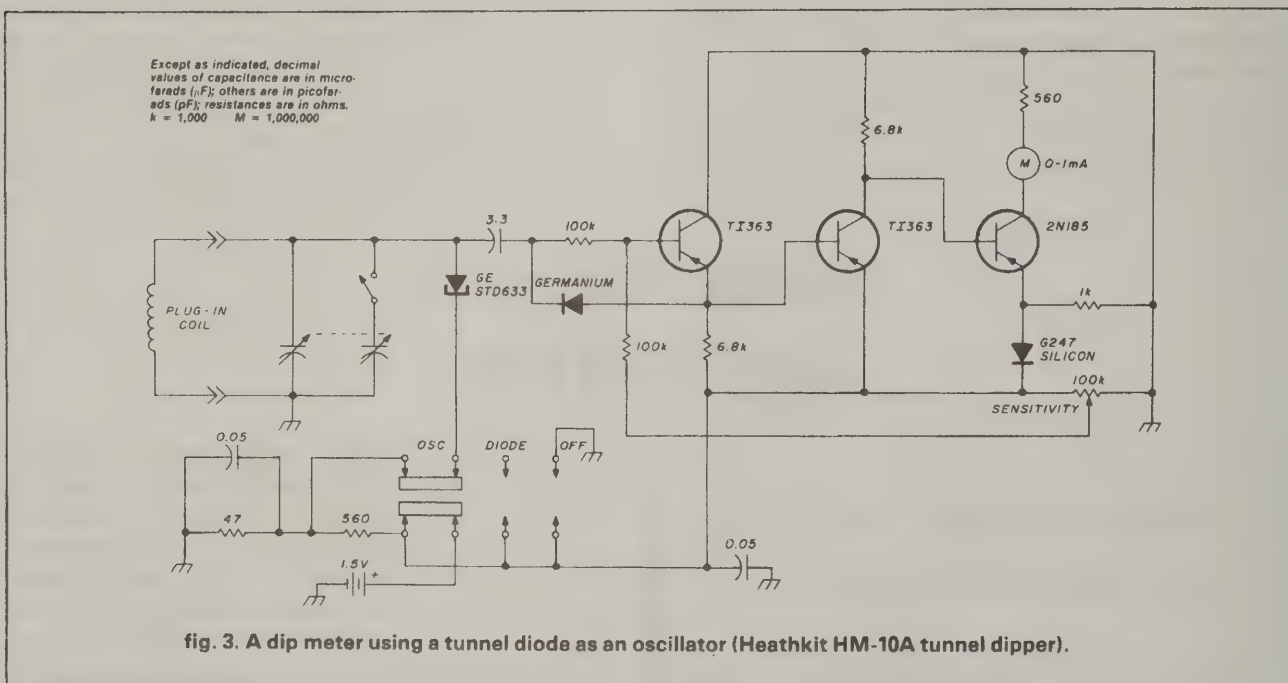 Except as indicated, decimal
values of capacitance are in micro-
farads (μF); others are in picofar-
ads (pF); resistances are in ohms.
k = 1,000 M = 1,000,000
PLUG-IN
COIL
3.3
100k
GE
STD633
GERMANIUM
100k
TI363
6.8k
6.8k
TI363
560
M 0-1mA
2N185
1k
G247
SILICON
100k
SENSITIVITY
0.05
47
560
OSC
DIODE
OFF
1.5V
+
0.05
fig. 3. A dip meter using a tunnel diode as an oscillator (Heathkit HM-10A tunnel dipper).